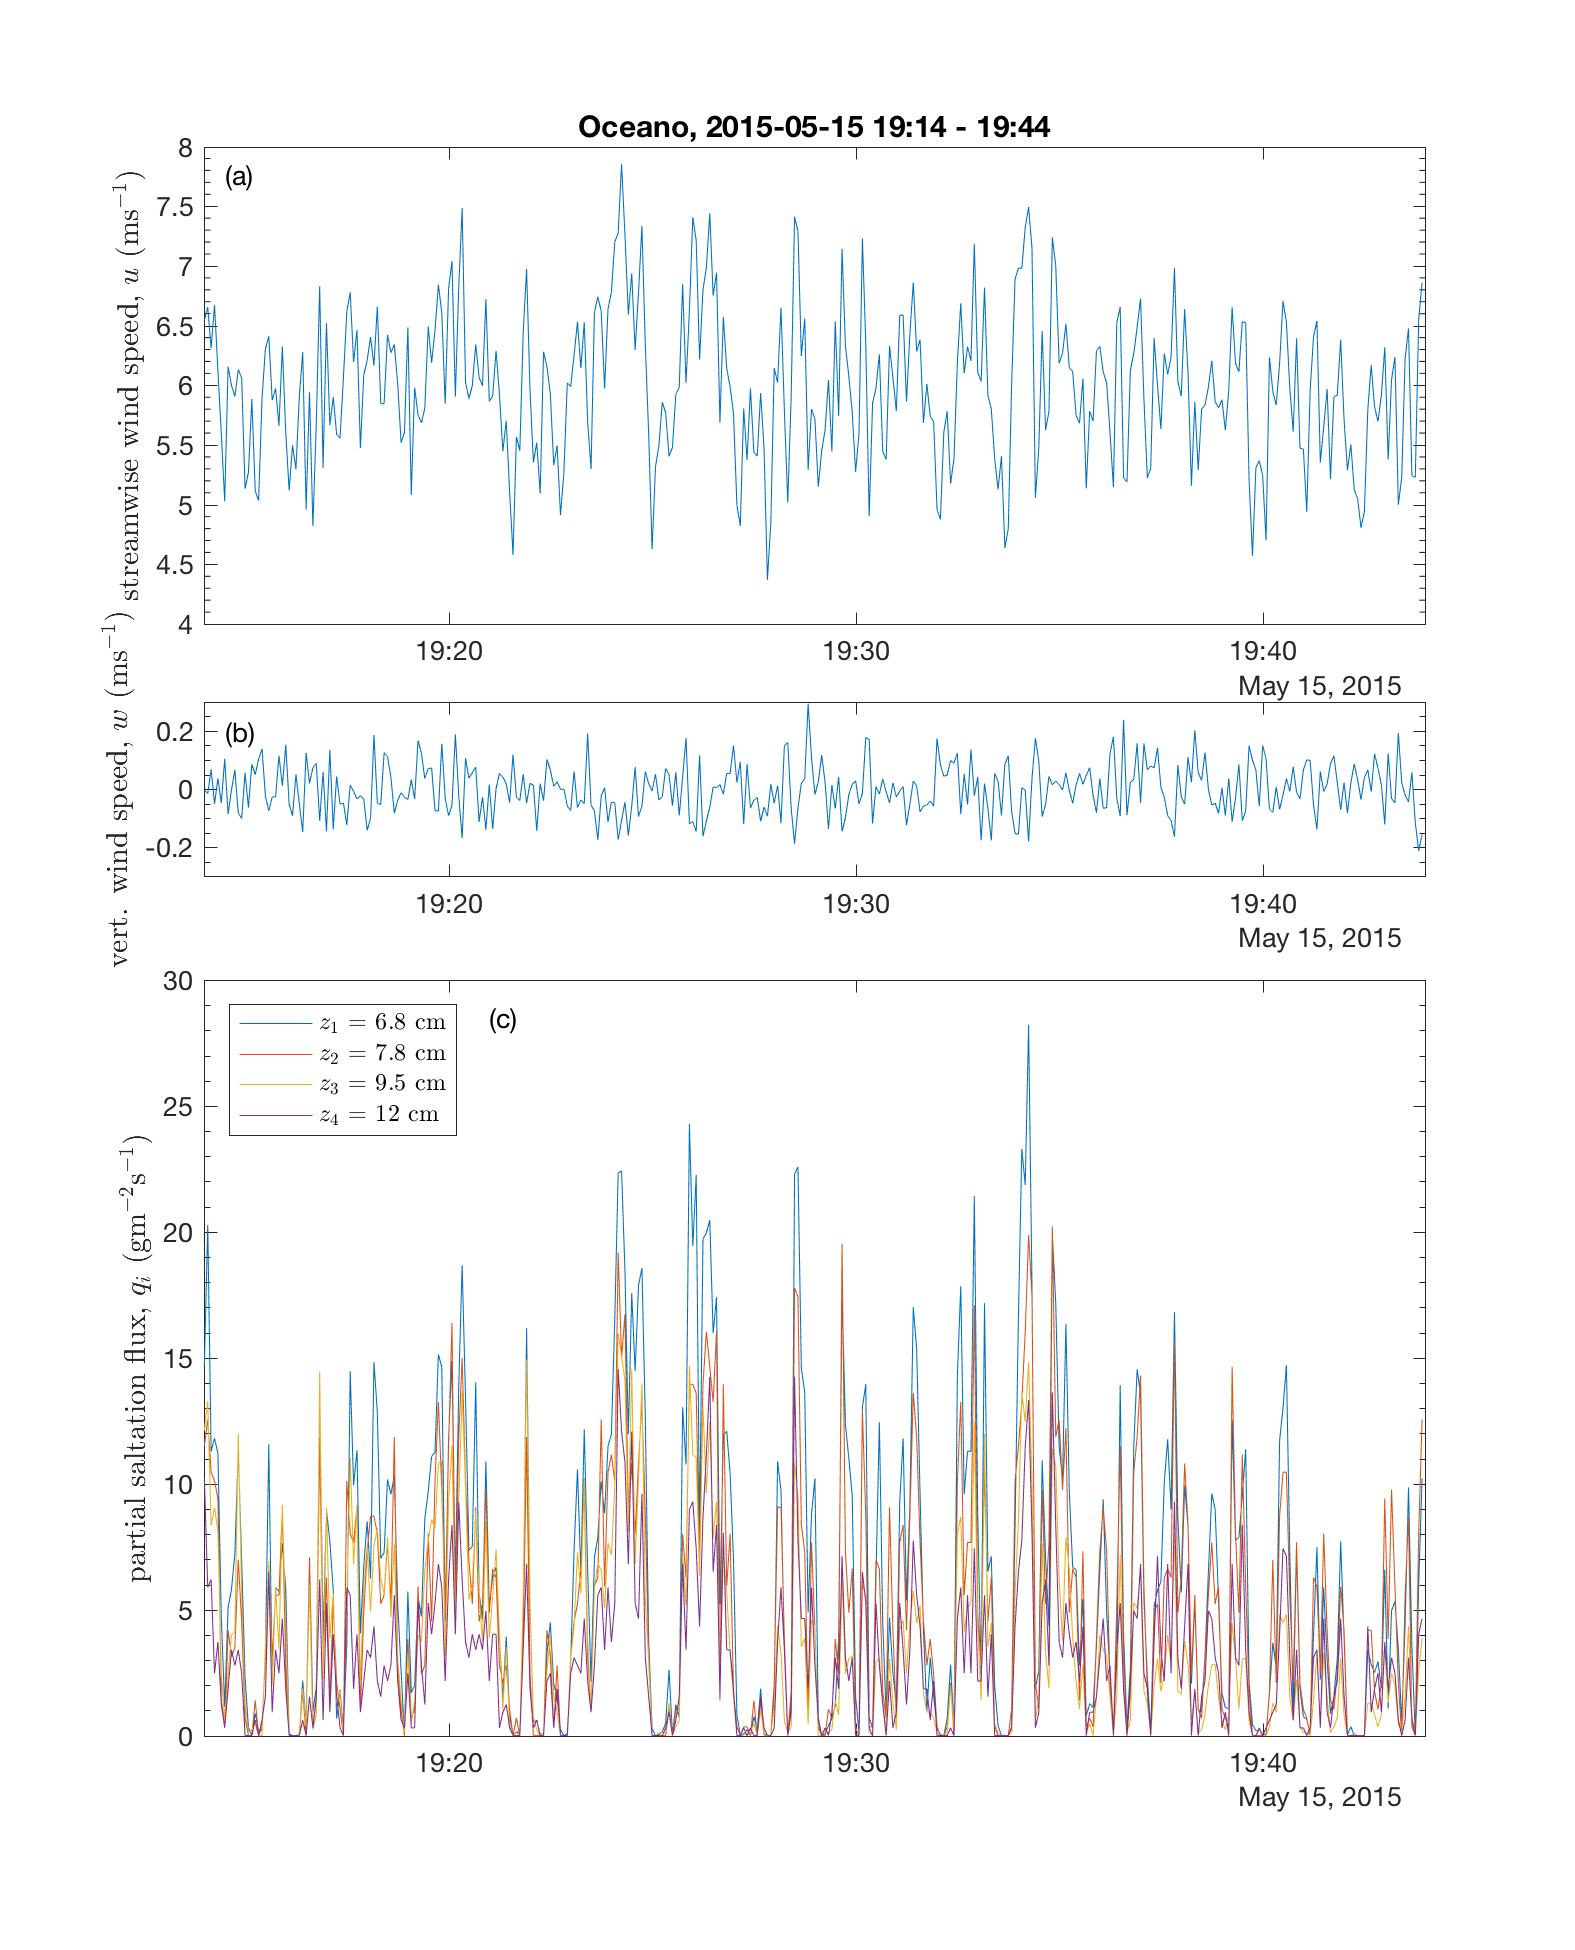 Oceano, 2015-05-15 19:14 - 19:44
(a)
streamwise wind speed, u (ms⁻¹)
8
7.5
7
6.5
6
5.5
5
4.5
4
19:20 19:30 19:40
May 15, 2015
(b)
vert. wind speed, w (ms⁻¹)
0.2
0
-0.2
19:20 19:30 19:40
May 15, 2015
(c)
partial saltation flux, qᵢ (gm⁻²s⁻¹)
30
25
20
15
10
5
0
z₁ = 6.8 cm
z₂ = 7.8 cm
z₃ = 9.5 cm
z₄ = 12 cm
19:20 19:30 19:40
May 15, 2015